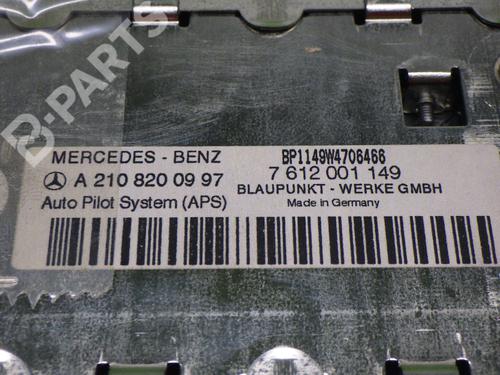 B-PARTS
MERCEDES - BENZ
A 210 820 09 97
Auto Pilot System (APS)
BP1149W4706466
7 612 001 149
BLAUPUNKT - WERKE GMBH
Made in Germany